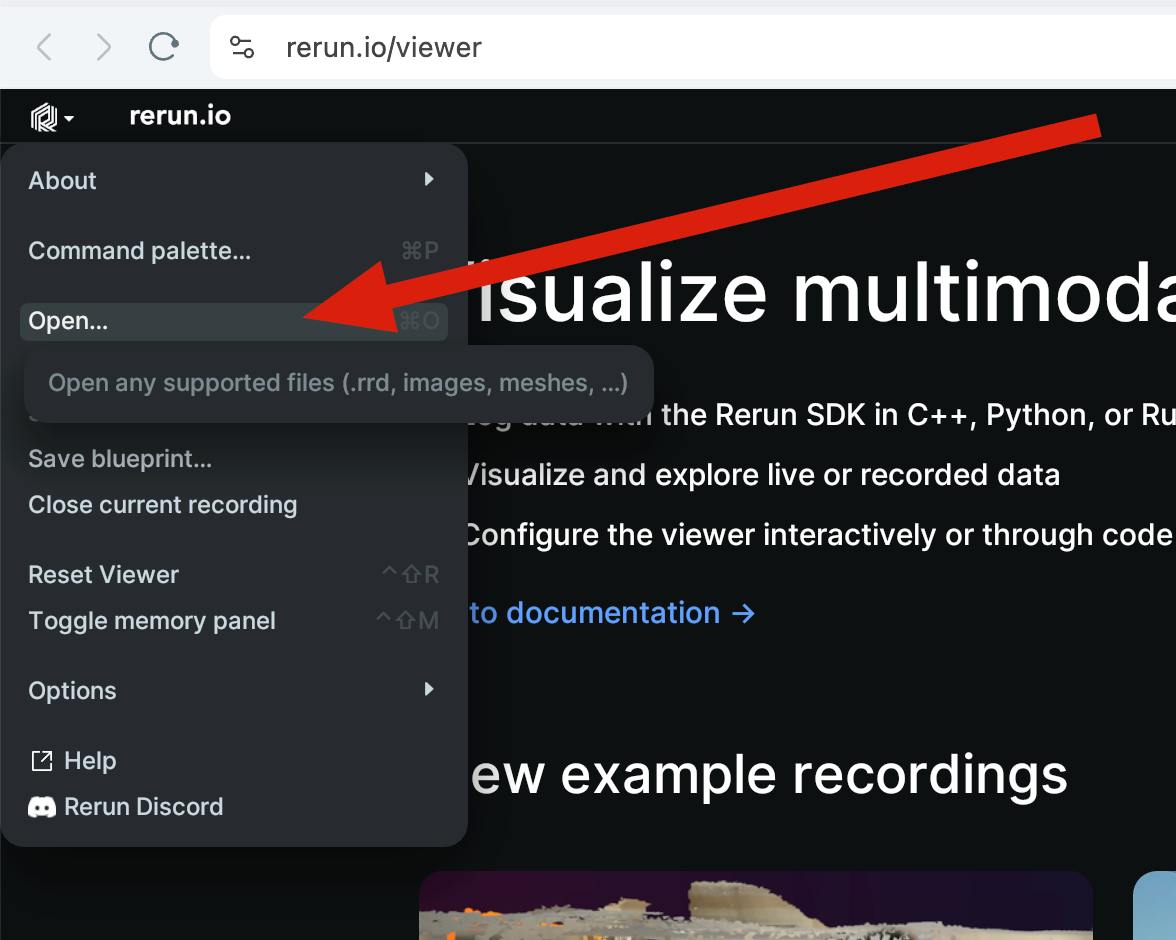 rerun.io/viewer
rerun.io
About
Command palette...
⌘P
Open...
⌘O
Open any supported files (.rrd, images, meshes, ...)
Save blueprint...
Close current recording
Reset Viewer
^⇧R
Toggle memory panel
^⇧M
Options
Help
Rerun Discord
isualize multimoda
the Rerun SDK in C++, Python, or Ru
Visualize and explore live or recorded data
Configure the viewer interactively or through code
to documentation →
ew example recordings